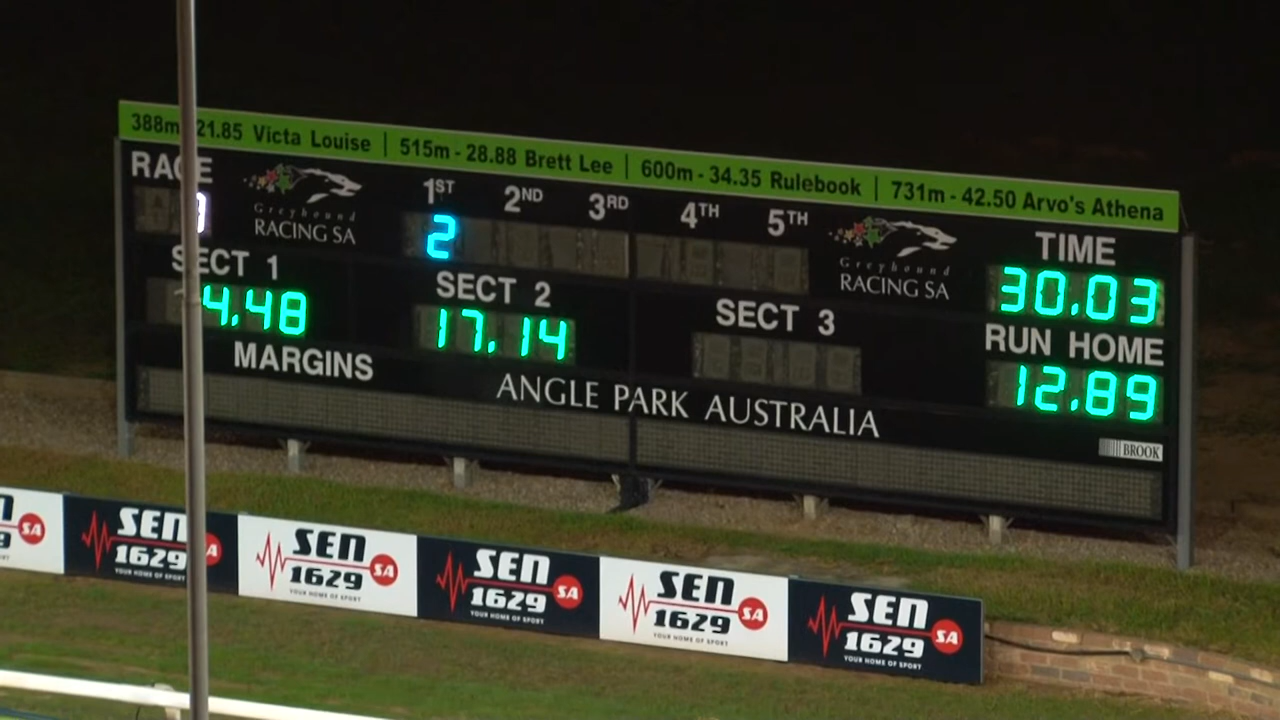 388m 21.85 Victa Louise | 515m - 28.88 Brett Lee | 600m - 34.35 Rulebook | 731m - 42.50 Arvo's Athena
RACE
Greyhound
RACING SA
1ST 2ND 3RD 4TH 5TH
2
Greyhound
RACING SA
TIME
30.03
SECT 1
4.48
SECT 2
17.14
SECT 3
RUN HOME
12.89
MARGINS
ANGLE PARK AUSTRALIA
BROOK
SA
SEN
1629
YOUR HOME OF SPORT
SEN
1629
SA
YOUR HOME OF SPORT
SEN
1629
SA
YOUR HOME OF SPORT
SEN
1629
SA
YOUR HOME OF SPORT
SEN
1629
SA
YOUR HOME OF SPORT